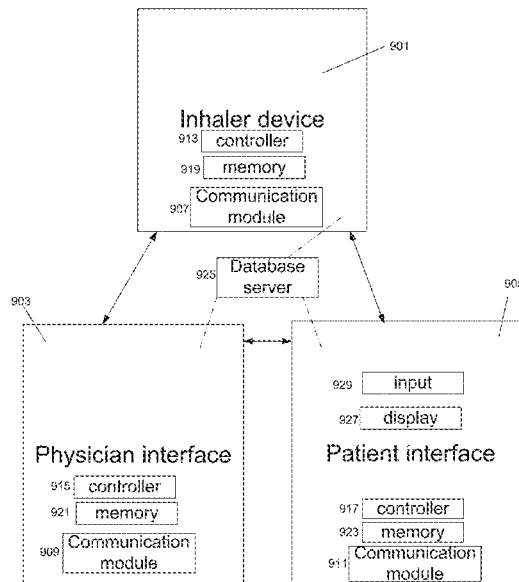 901
Inhaler device
913 controller
919 memory
Communication
907 module
925 Database
server
903
929 input
927 display
Physician interface
915 controller
921 memory
Communication
909 module
Patient interface
917 controller
923 memory
Communication
911 module